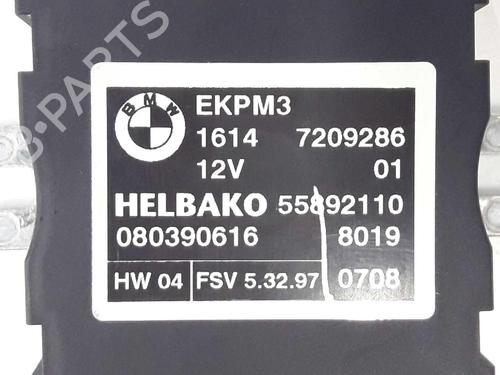 B-PARTS
BMW
EKPM3
1614 7209286
12V 01
HELBAKO 55892110
080390616 8019
HW 04 FSV 5.32.97 0708